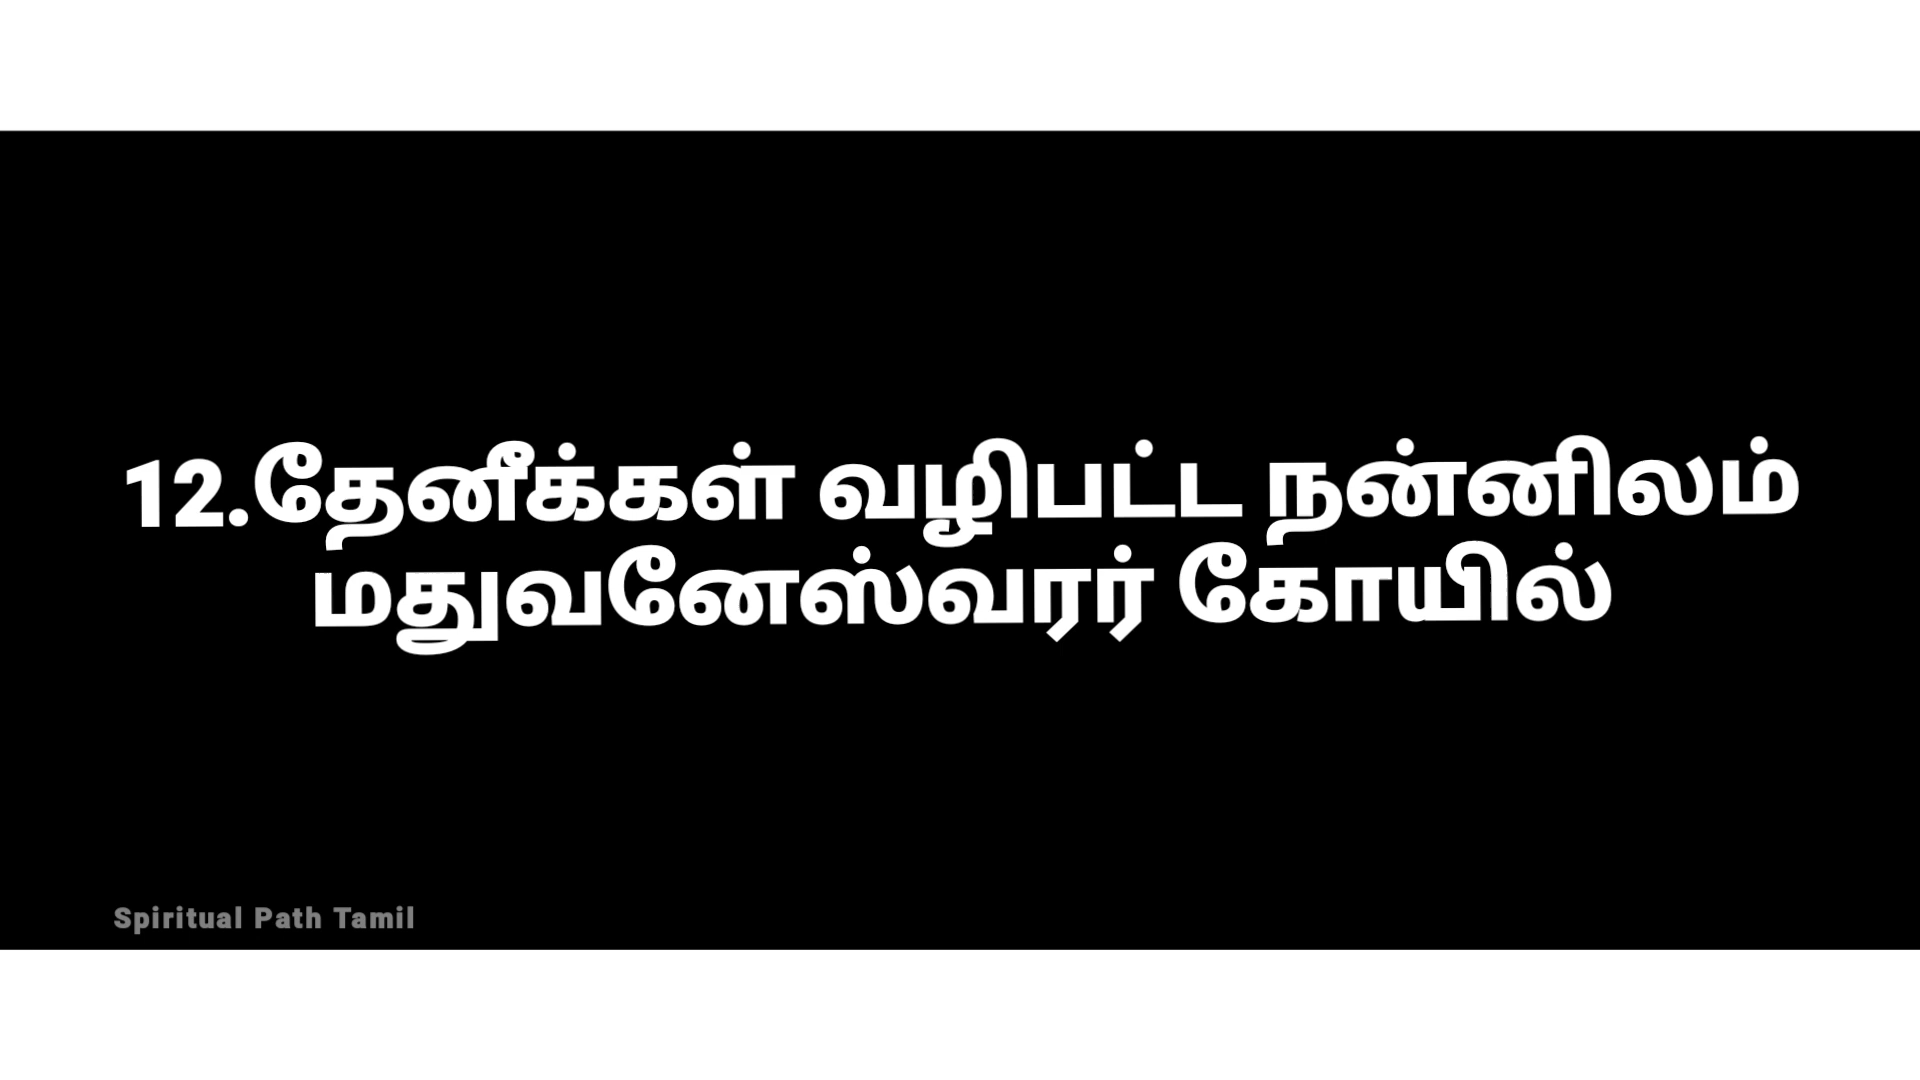 12.தேனீக்கள் வழிபட்ட நன்னிலம்
மதுவனேஸ்வரர் கோயில்
Spiritual Path Tamil